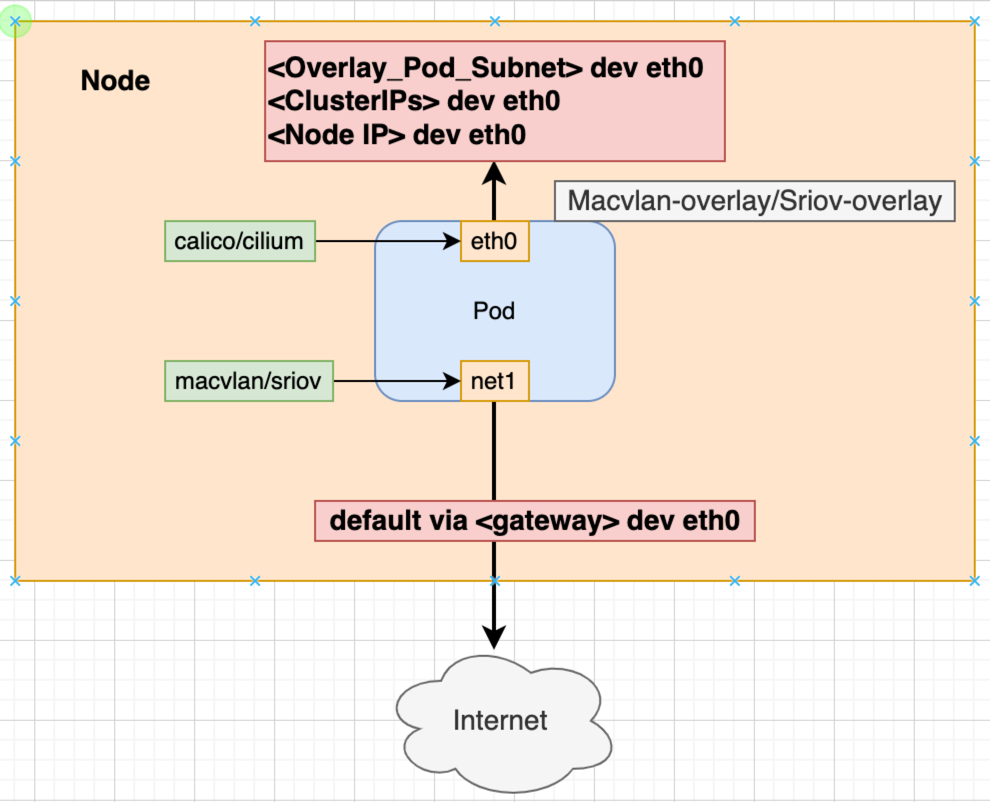 Node
<Overlay_Pod_Subnet> dev eth0
<ClusterIPs> dev eth0
<Node IP> dev eth0
Macvlan-overlay/Sriov-overlay
calico/cilium
eth0
Pod
macvlan/sriov
net1
default via <gateway> dev eth0
Internet